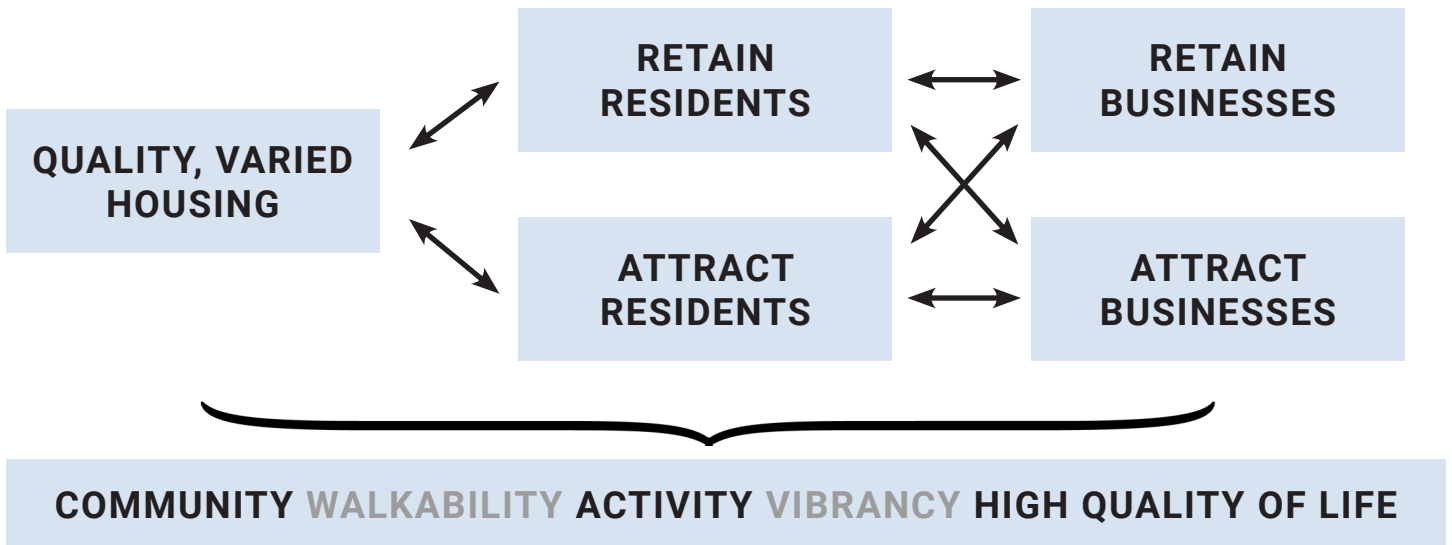 QUALITY, VARIED
HOUSING
RETAIN
RESIDENTS
RETAIN
BUSINESSES
ATTRACT
RESIDENTS
ATTRACT
BUSINESSES
COMMUNITY WALKABILITY ACTIVITY VIBRANCY HIGH QUALITY OF LIFE